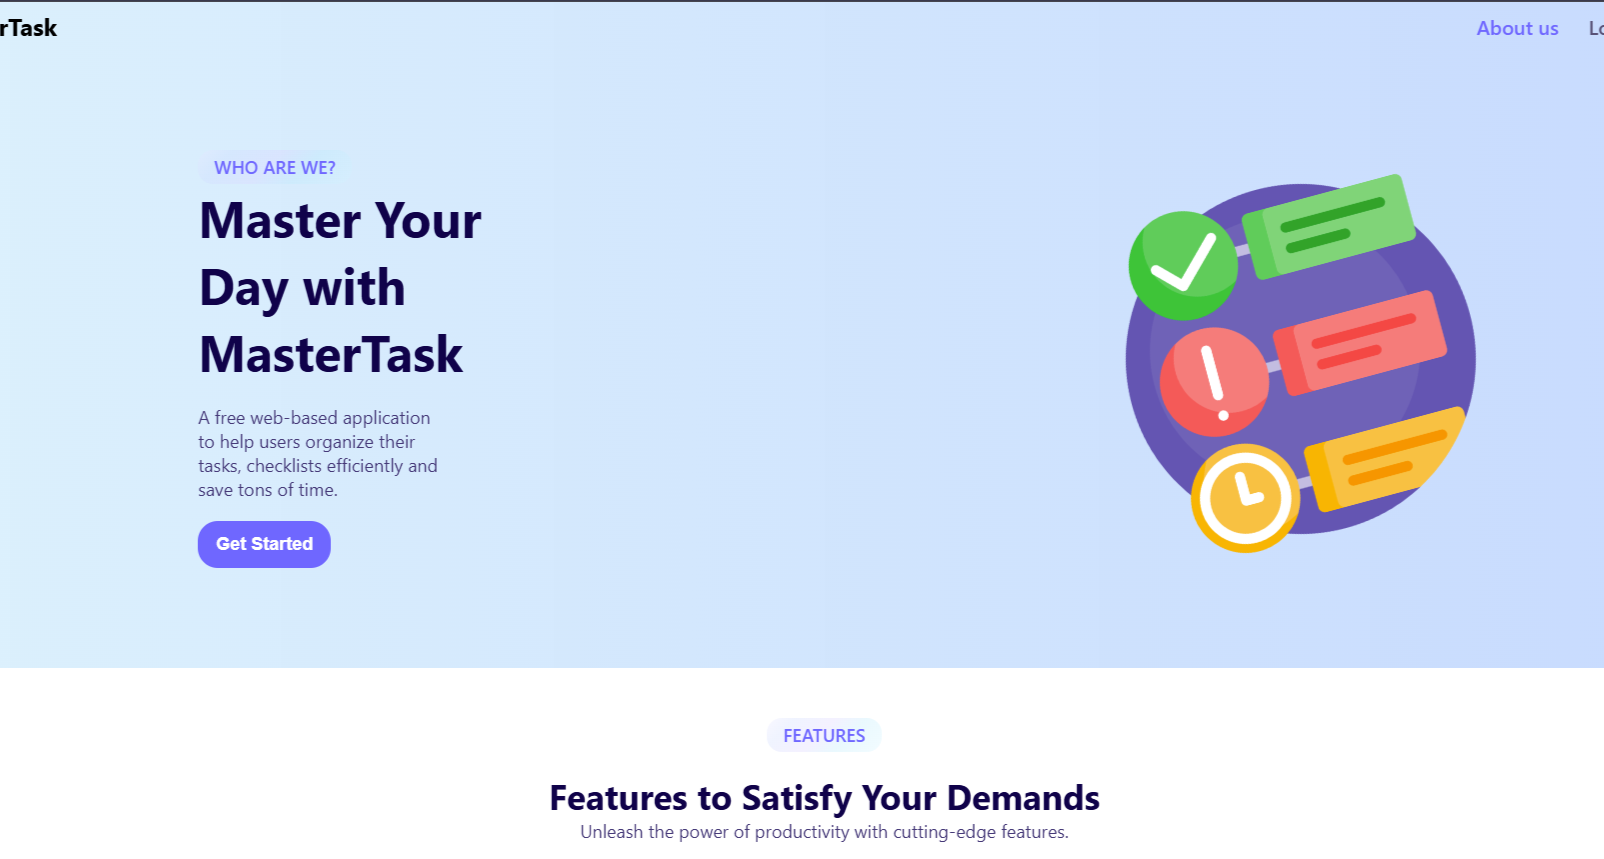 rTask
About us
WHO ARE WE?
Master Your
Day with
MasterTask
A free web-based application
to help users organize their
tasks, checklists efficiently and
save tons of time.
Get Started
FEATURES
Features to Satisfy Your Demands
Unleash the power of productivity with cutting-edge features.